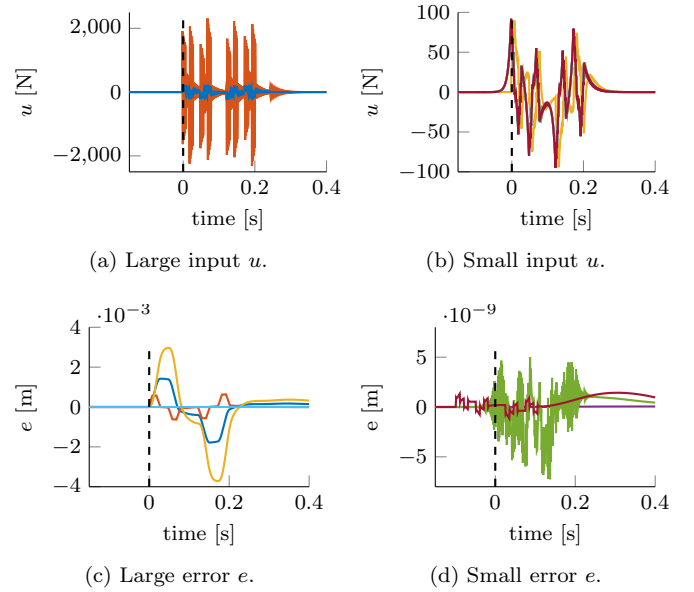 2,000
0
−2,000
u [N]
0
0.2
0.4
time [s]
(a) Large input u.
100
50
0
−50
−100
u [N]
0
0.2
0.4
time [s]
(b) Small input u.
·10−3
4
2
0
−2
−4
e [m]
0
0.2
0.4
time [s]
(c) Large error e.
·10−9
5
0
−5
e [m]
0
0.2
0.4
time [s]
(d) Small error e.